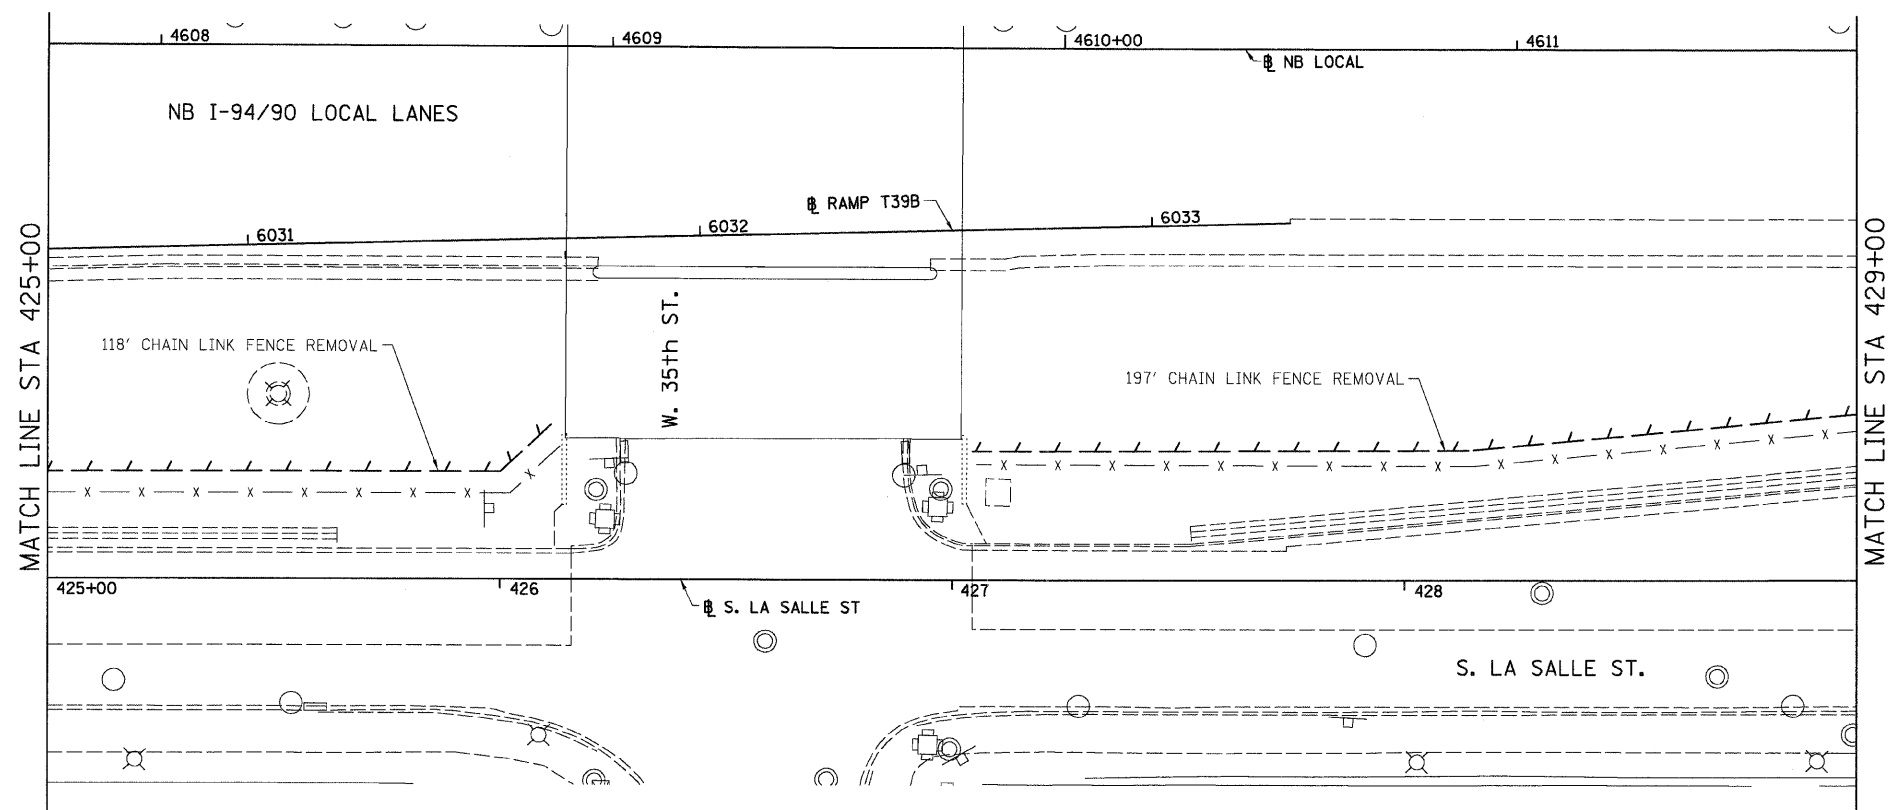 4608
4609
4610+00
4611
℄ NB LOCAL
NB I-94/90 LOCAL LANES
℄ RAMP T39B
6031
6032
6033
MATCH LINE STA 425+00
MATCH LINE STA 429+00
W. 35th ST.
118' CHAIN LINK FENCE REMOVAL
197' CHAIN LINK FENCE REMOVAL
X X X X X X X X X
X X X X X X X X X X X X X X X X X
425+00
426
427
428
℄ S. LA SALLE ST
S. LA SALLE ST.